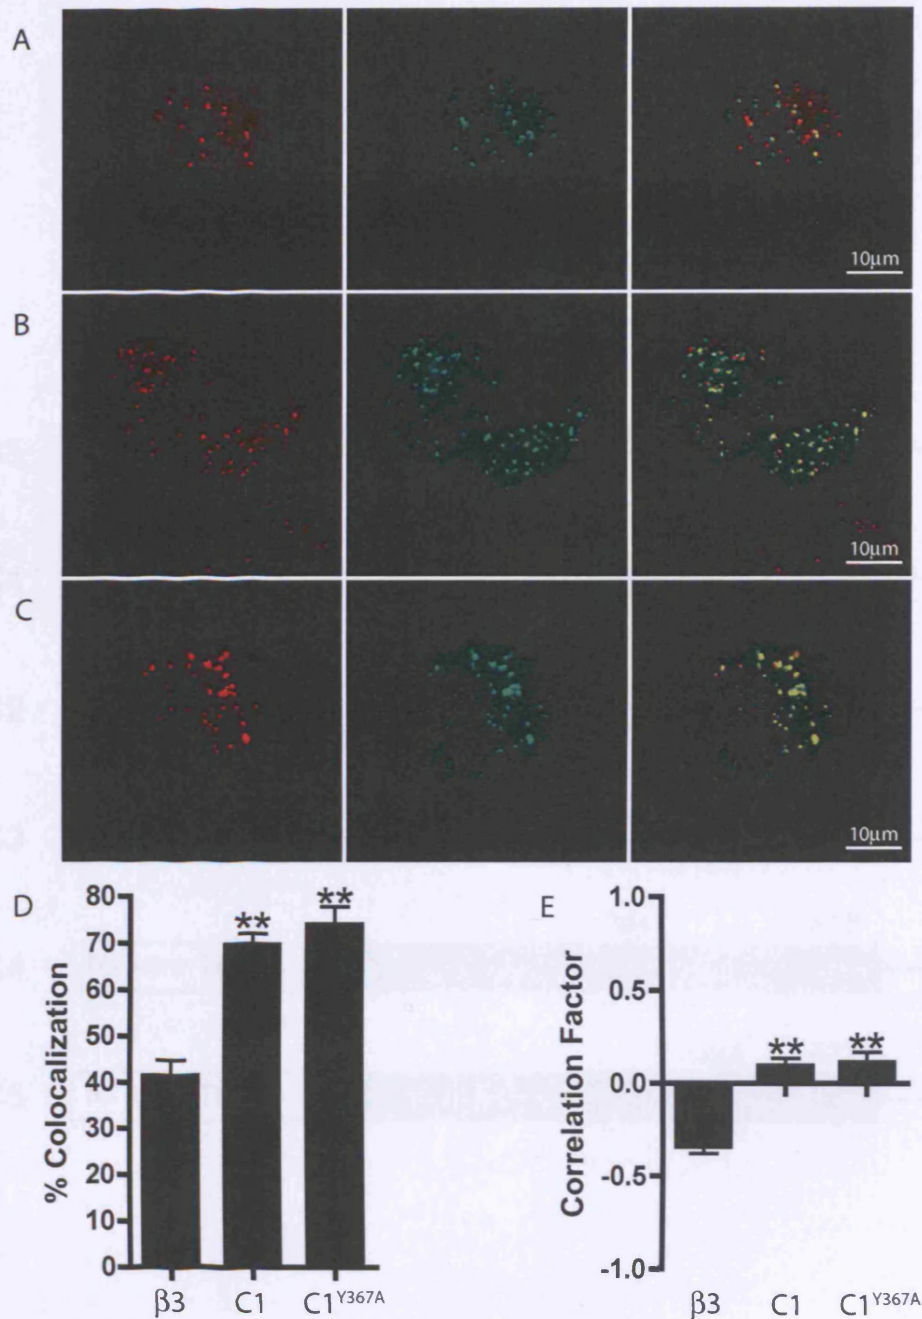 A
10μm
B
10μm
C
10μm
D
% Colocalization
80
70
60
50
40
30
20
10
0
**
**
β3
C1
C1Y367A
E
Correlation Factor
1.0
0.5
0.0
-0.5
-1.0
**
**
β3
C1
C1Y367A